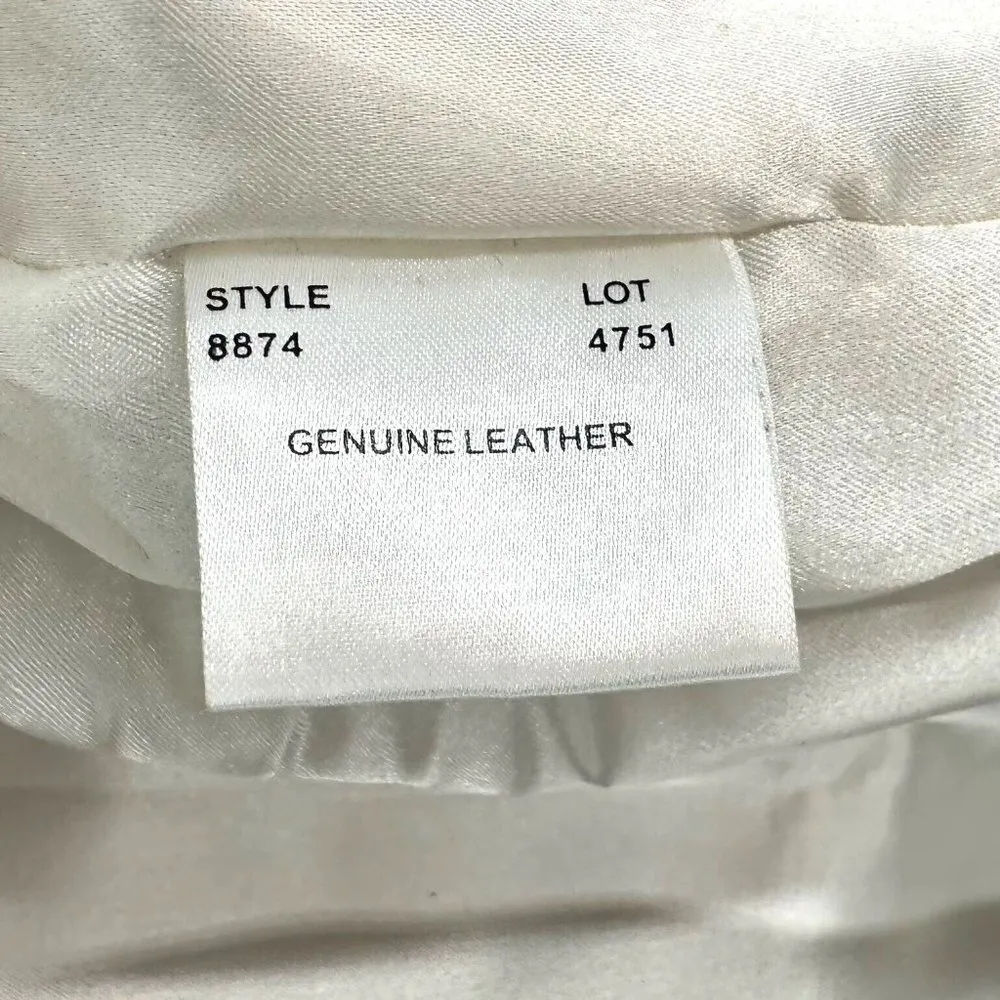 STYLE LOT
8874 4751
GENUINE LEATHER